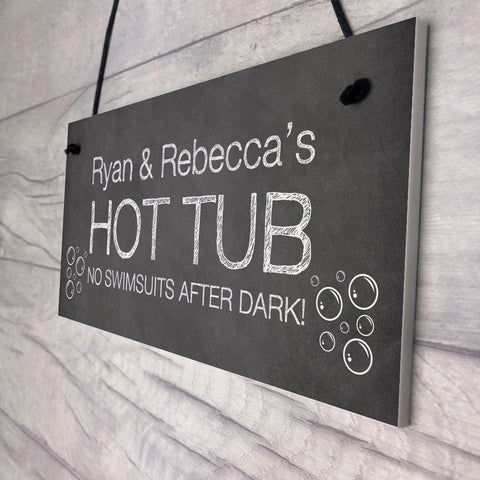 Ryan & Rebecca's
HOT TUB
NO SWIMSUITS AFTER DARK!